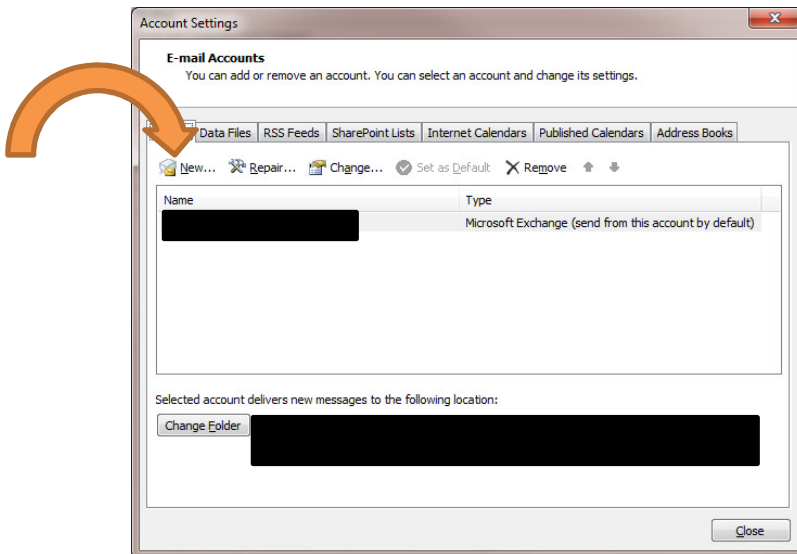 Account Settings
E-mail Accounts
You can add or remove an account. You can select an account and change its settings.
Data Files RSS Feeds SharePoint Lists Internet Calendars Published Calendars Address Books
New... Repair... Change... Set as Default Remove
Name Type
Microsoft Exchange (send from this account by default)
Selected account delivers new messages to the following location:
Change Folder
Close